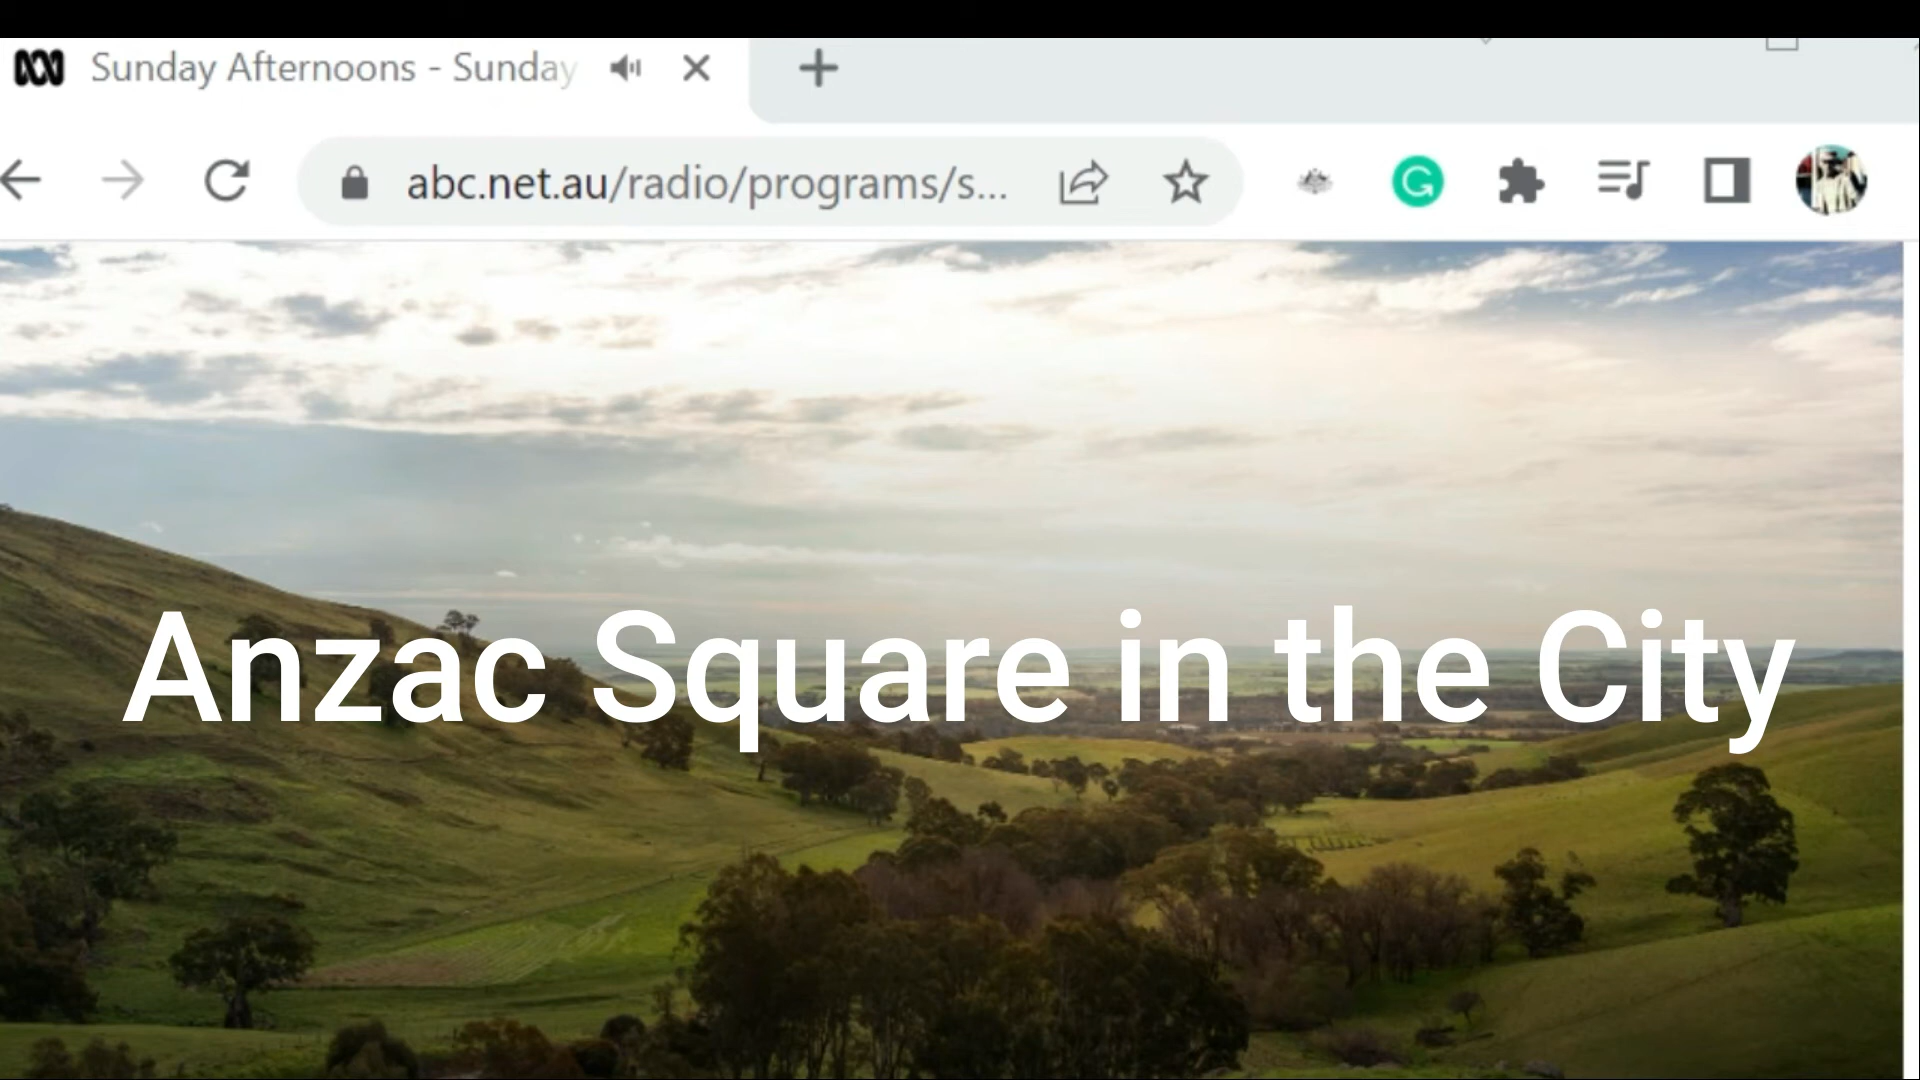 Sunday Afternoons - Sunday
abc.net.au/radio/programs/s...
Anzac Square in the City